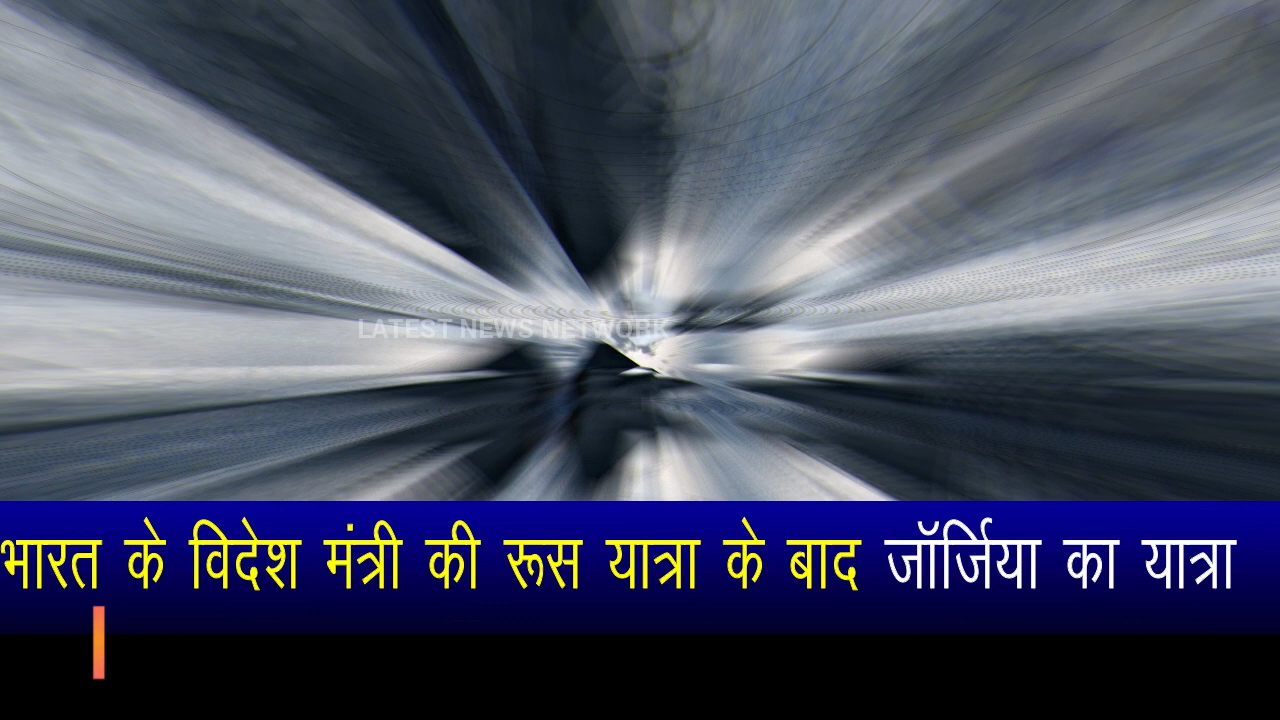 LATEST NEWS NETWORK
भारत के विदेश मंत्री की रूस यात्रा के बाद जॉर्जिया का यात्रा